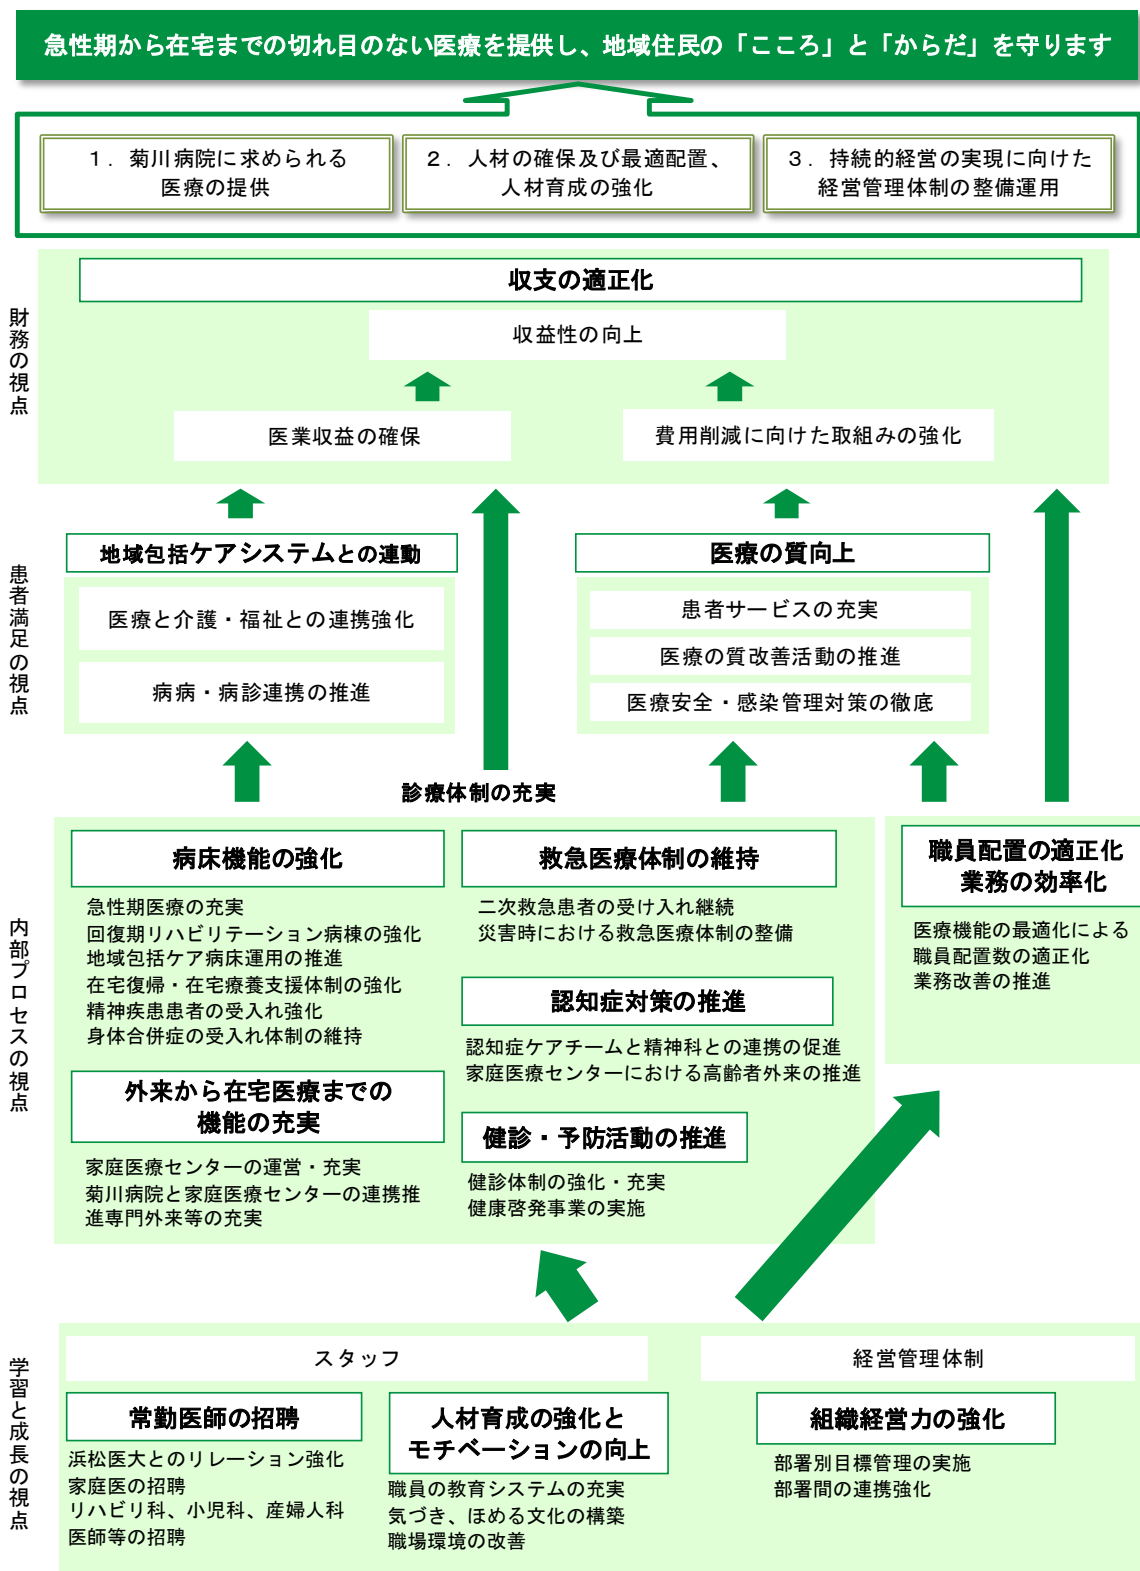 急性期から在宅までの切れ目のない医療を提供し、地域住民の「こころ」と「からだ」を守ります
１．菊川病院に求められる
医療の提供
２．人材の確保及び最適配置、
人材育成の強化
３．持続的経営の実現に向けた
経営管理体制の整備運用
財務の視点
収支の適正化
収益性の向上
医業収益の確保
費用削減に向けた取組みの強化
患者満足の視点
地域包括ケアシステムとの連動
医療と介護・福祉との連携強化
病病・病診連携の推進
医療の質向上
患者サービスの充実
医療の質改善活動の推進
医療安全・感染管理対策の徹底
診療体制の充実
内部プロセスの視点
病床機能の強化
急性期医療の充実
回復期リハビリテーション病棟の強化
地域包括ケア病床運用の推進
在宅復帰・在宅療養支援体制の強化
精神疾患患者の受入れ強化
身体合併症の受入れ体制の維持
外来から在宅医療までの
機能の充実
家庭医療センターの運営・充実
菊川病院と家庭医療センターの連携推
進専門外来等の充実
救急医療体制の維持
二次救急患者の受け入れ継続
災害時における救急医療体制の整備
認知症対策の推進
認知症ケアチームと精神科との連携の促進
家庭医療センターにおける高齢者外来の推進
健診・予防活動の推進
健診体制の強化・充実
健康啓発事業の実施
職員配置の適正化
業務の効率化
医療機能の最適化による
職員配置数の適正化
業務改善の推進
学習と成長の視点
スタッフ
常勤医師の招聘
浜松医大とのリレーション強化
家庭医の招聘
リハビリ科、小児科、産婦人科
医師等の招聘
人材育成の強化と
モチベーションの向上
職員の教育システムの充実
気づき、ほめる文化の構築
職場環境の改善
経営管理体制
組織経営力の強化
部署別目標管理の実施
部署間の連携強化